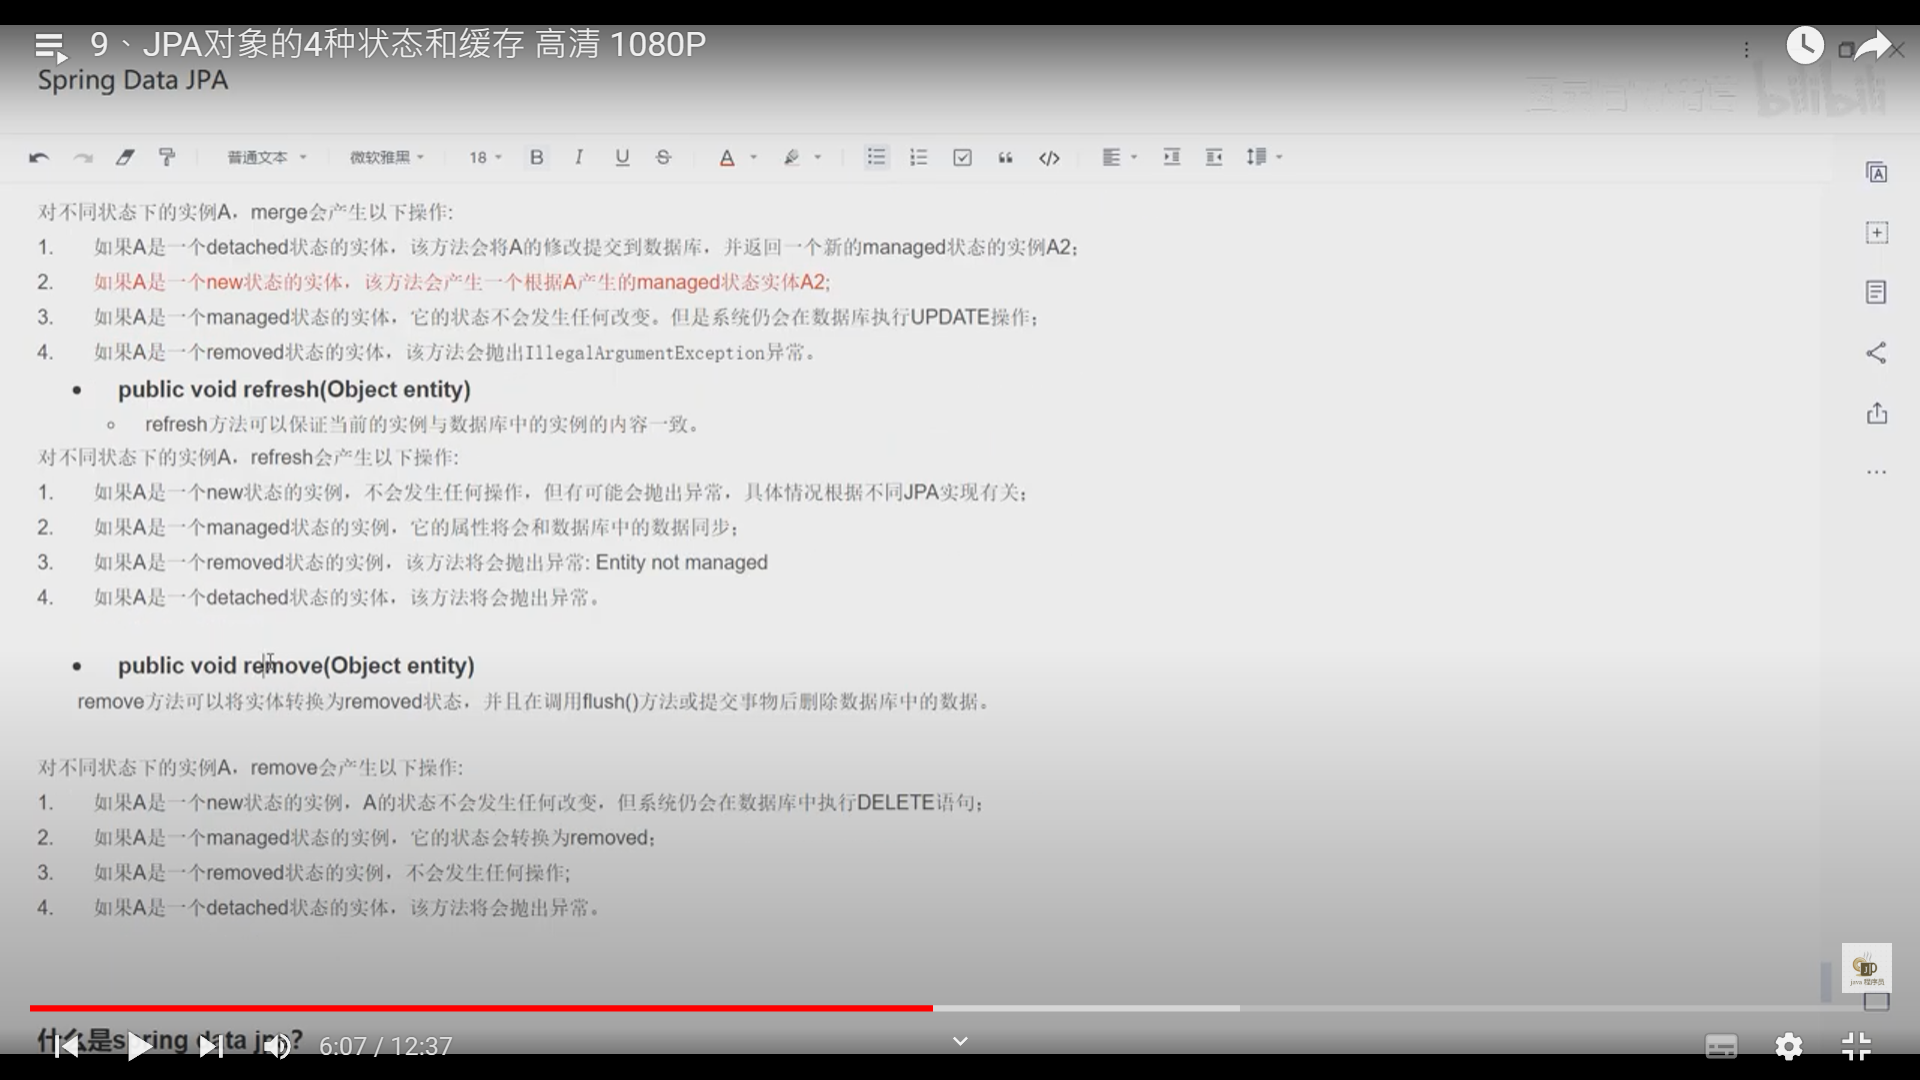 9、JPA对象的4种状态和缓存 高清 1080P
Spring Data JPA
bilibili
普通文本 微软雅黑 18 B I U S A
对不同状态下的实例A，merge会产生以下操作:
1. 如果A是一个detached状态的实体，该方法会将A的修改提交到数据库，并返回一个新的managed状态的实例A2；
2. 如果A是一个new状态的实体，该方法会产生一个根据A产生的managed状态实体A2;
3. 如果A是一个managed状态的实体，它的状态不会发生任何改变。但是系统仍会在数据库执行UPDATE操作；
4. 如果A是一个removed状态的实体，该方法会抛出IllegalArgumentException异常。
• public void refresh(Object entity)
○ refresh方法可以保证当前的实例与数据库中的实例的内容一致。
对不同状态下的实例A，refresh会产生以下操作:
1. 如果A是一个new状态的实例，不会发生任何操作，但有可能会抛出异常，具体情况根据不同JPA实现有关；
2. 如果A是一个managed状态的实例，它的属性将会和数据库中的数据同步；
3. 如果A是一个removed状态的实例，该方法将会抛出异常: Entity not managed
4. 如果A是一个detached状态的实体，该方法将会抛出异常。
• public void remove(Object entity)
remove方法可以将实体转换为removed状态，并且在调用flush()方法或提交事物后删除数据库中的数据。
对不同状态下的实例A，remove会产生以下操作:
1. 如果A是一个new状态的实例，A的状态不会发生任何改变，但系统仍会在数据库中执行DELETE语句；
2. 如果A是一个managed状态的实例，它的状态会转换为removed；
3. 如果A是一个removed状态的实例，不会发生任何操作;
4. 如果A是一个detached状态的实体，该方法将会抛出异常。
java 程序员
什么是spring data jpa?
6:07 / 12:37